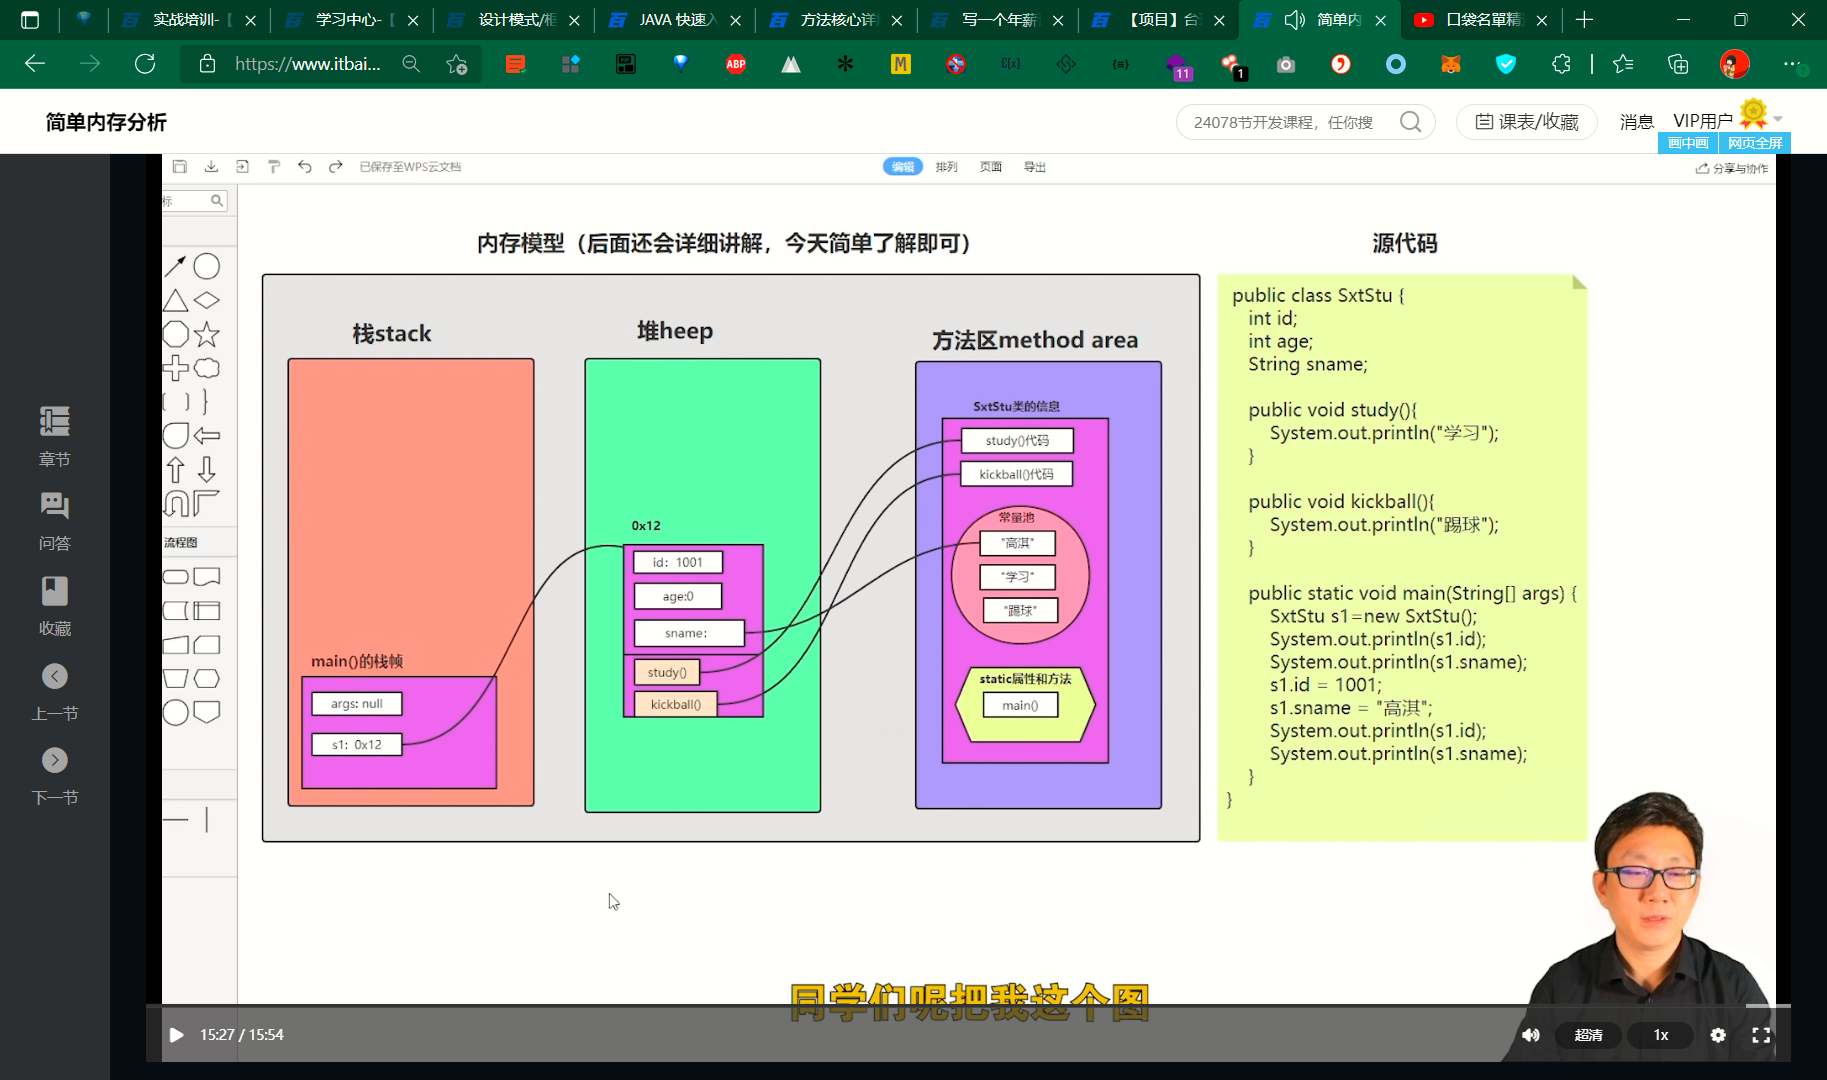 实战培训-【
学习中心-【
设计模式/框
JAVA 快速入
方法核心详
写一个年薪
【项目】台
简单内
口袋名單精
https://www.itbai...
ABP
M
11
1
简单内存分析
24078节开发课程，任你搜
课表/收藏
消息
VIP用户
画中画
网页全屏
已保存至WPS云文档
编辑
排列
页面
导出
分享与协作
标
内存模型（后面还会详细讲解，今天简单了解即可）
源代码
栈stack
堆heep
方法区method area
SxtStu类的信息
study()代码
kickball()代码
常量池
"高淇"
"学习"
"踢球"
static属性和方法
main()
0x12
id：1001
age:0
sname:
study()
kickball()
main()的栈帧
args: null
s1: 0x12
public class SxtStu {
int id;
int age;
String sname;
public void study(){
System.out.println("学习");
}
public void kickball(){
System.out.println("踢球");
}
public static void main(String[] args) {
SxtStu s1=new SxtStu();
System.out.println(s1.id);
System.out.println(s1.sname);
s1.id = 1001;
s1.sname = "高淇";
System.out.println(s1.id);
System.out.println(s1.sname);
}
}
流程图
章节
问答
收藏
上一节
下一节
同学们呢把我这个图
15:27 / 15:54
超清
1x